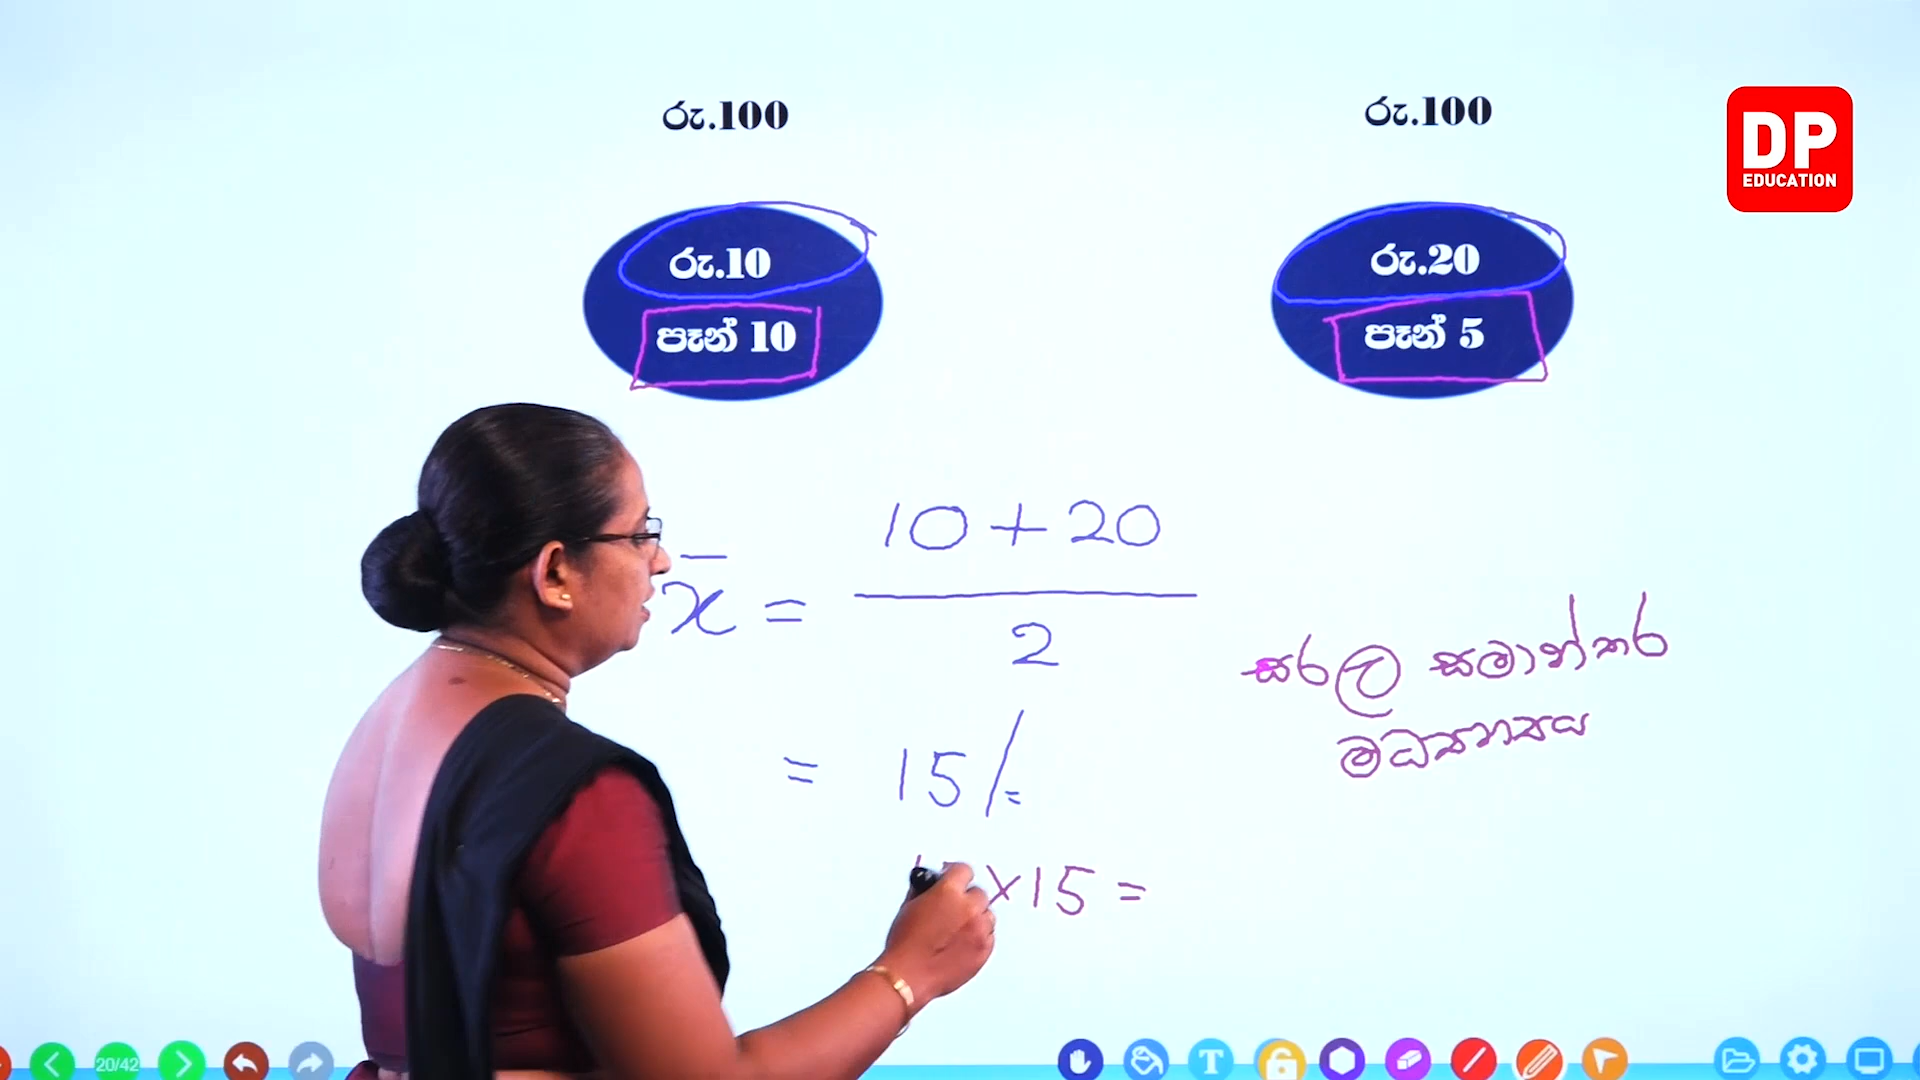 රු.100
රු.100
DP
EDUCATION
රු.10
පෑන් 10
රු.20
පෑන් 5
10 + 20
x̄ =
2
සරල සමාන්තර
මධ්‍යන්‍යය
= 15/=
× 15 =
20/42
T